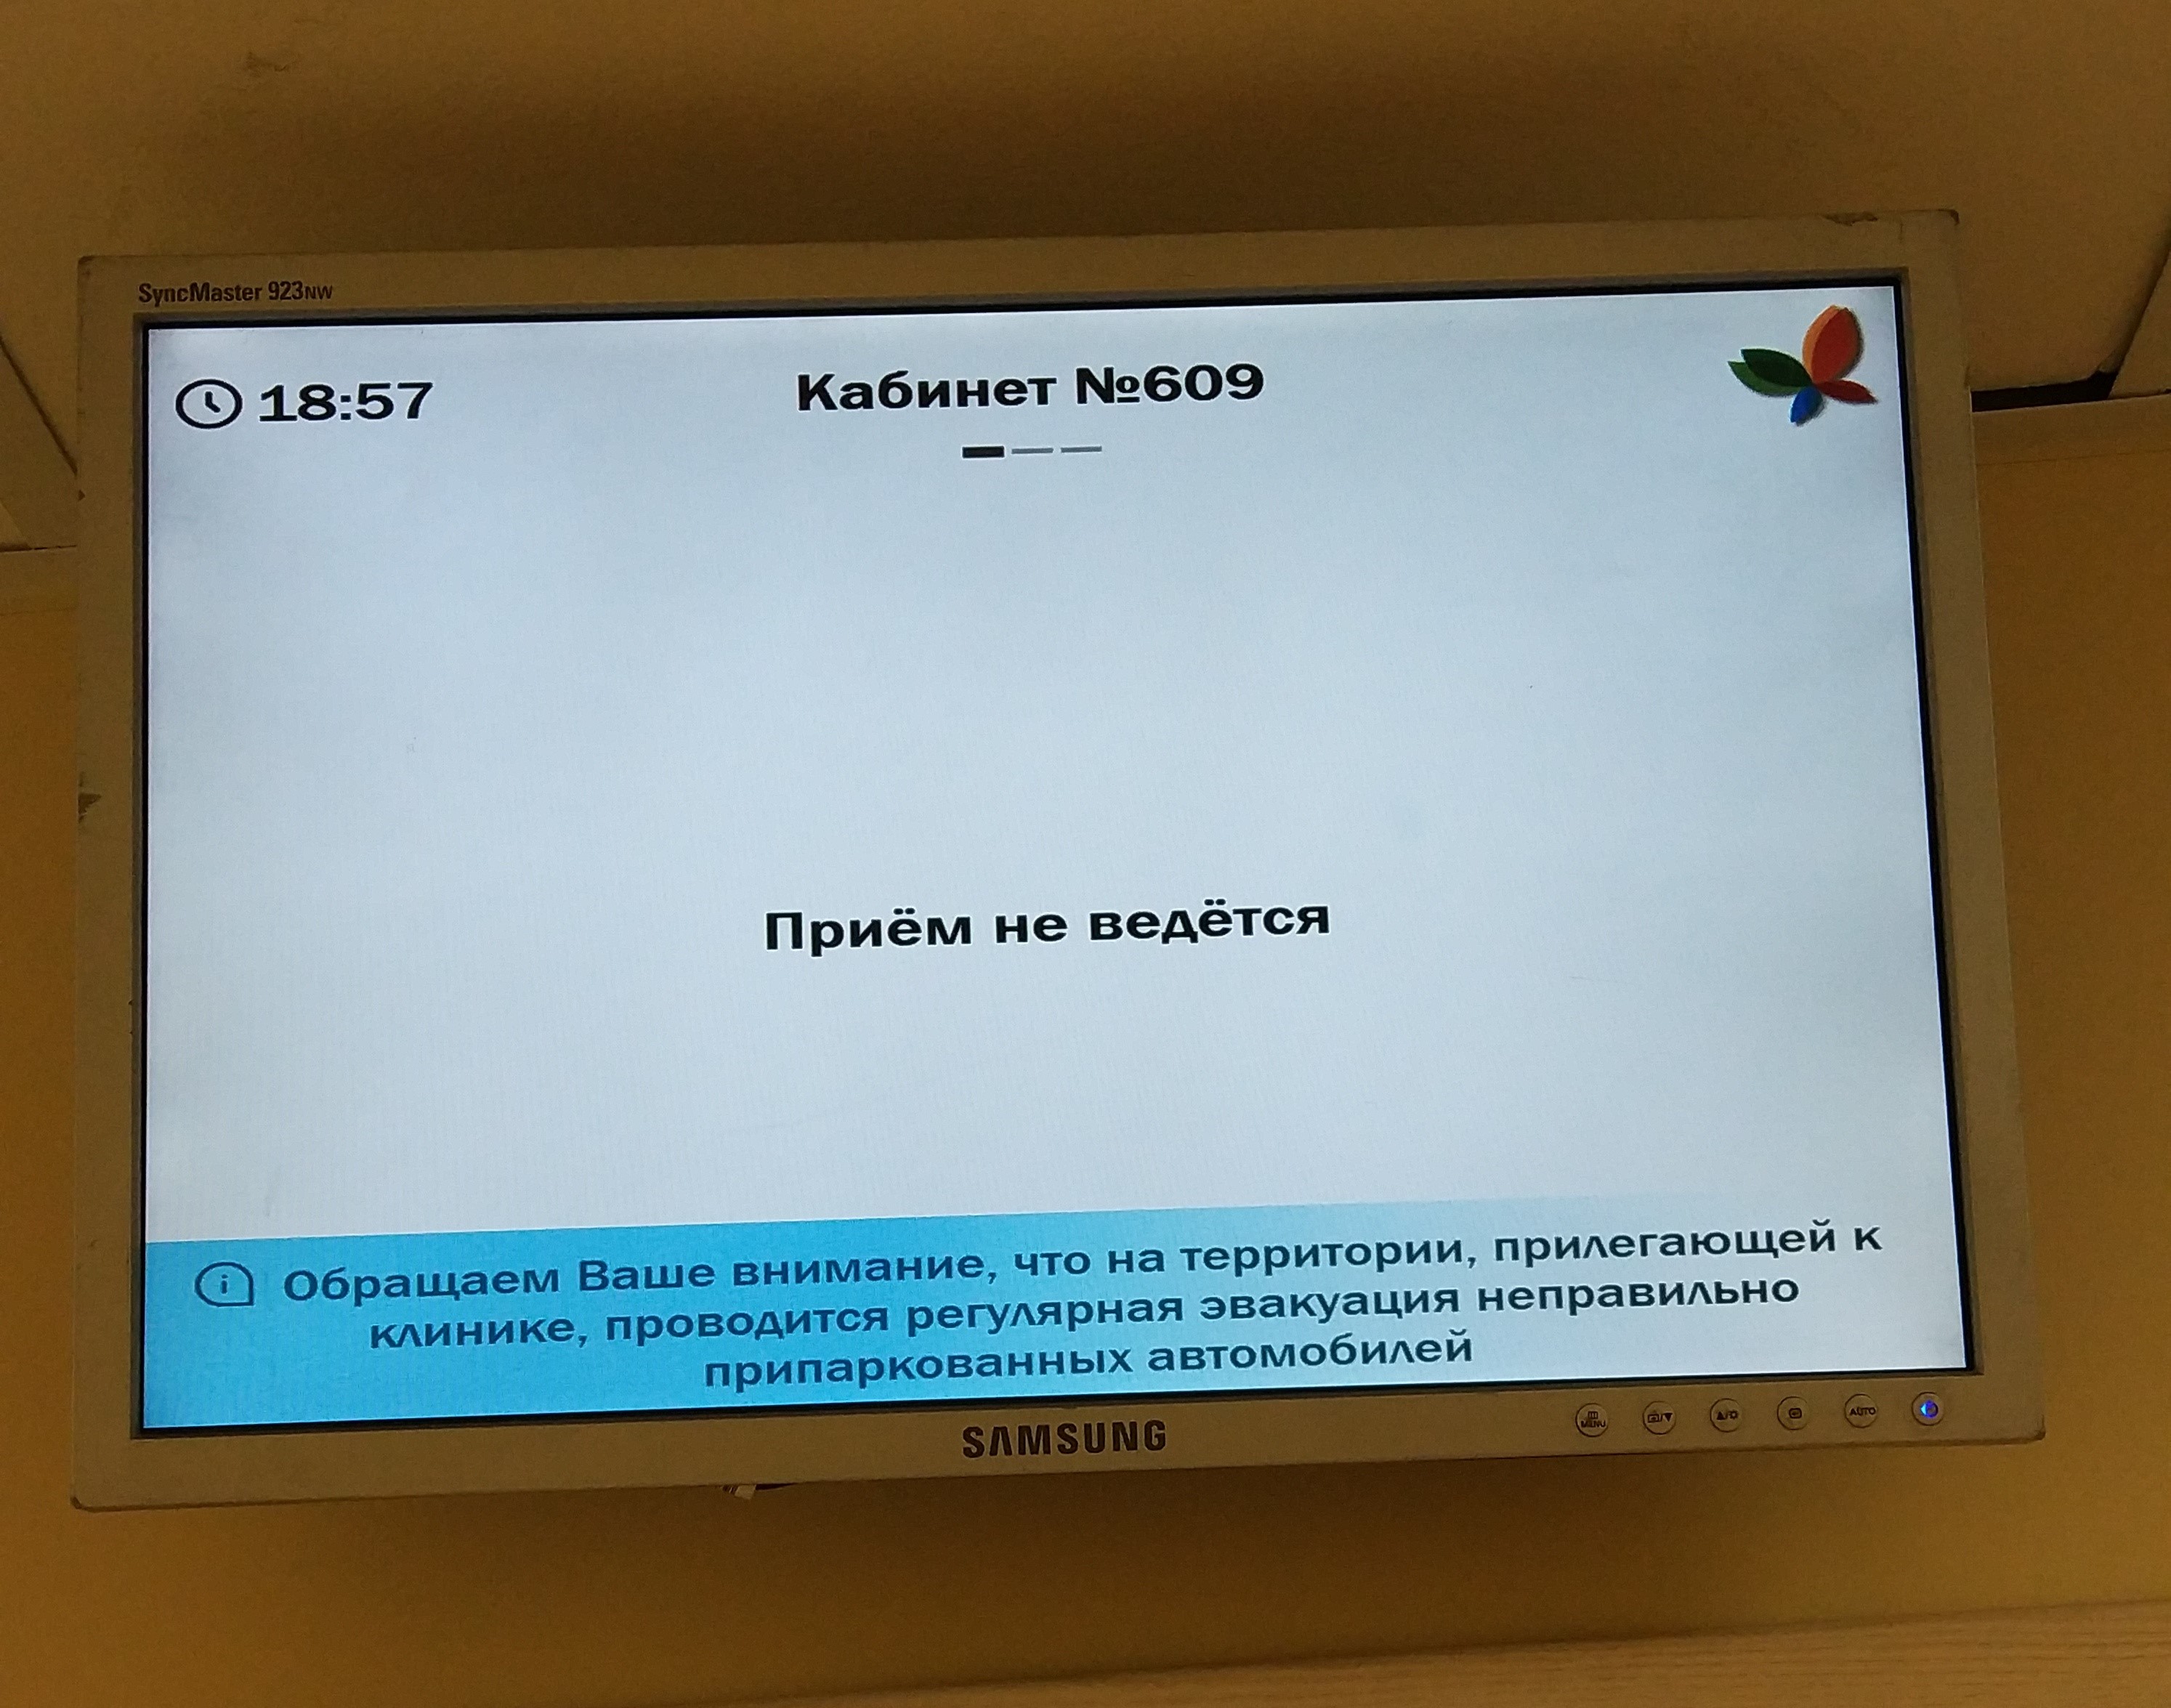 SyncMaster 923NW
18:57
Кабинет №609
Приём не ведётся
i Обращаем Ваше внимание, что на территории, прилегающей к
клинике, проводится регулярная эвакуация неправильно
припаркованных автомобилей
SAMSUNG
MENU
AUTO